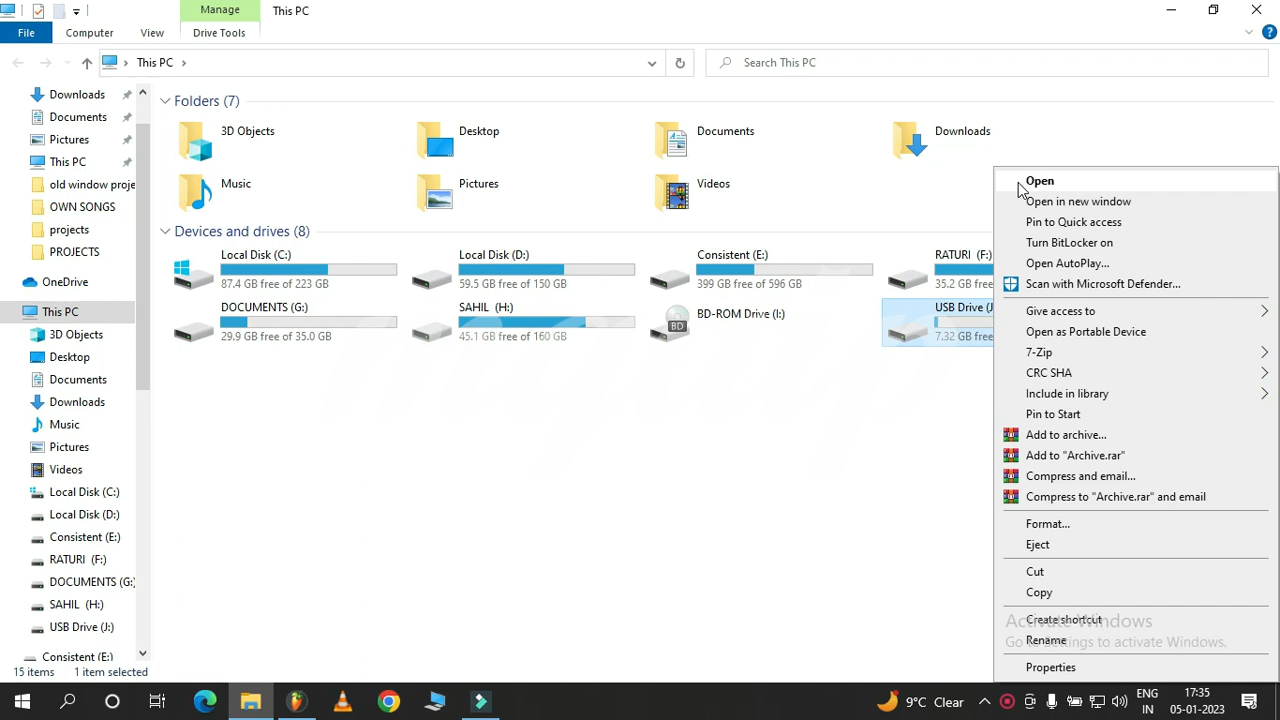 Manage
This PC
File
Computer
View
Drive Tools
This PC
Search This PC
Downloads
Documents
Pictures
This PC
old window proje
OWN SONGS
projects
PROJECTS
OneDrive
This PC
3D Objects
Desktop
Documents
Downloads
Music
Pictures
Videos
Local Disk (C:)
Local Disk (D:)
Consistent (E:)
RATURI (F:)
DOCUMENTS (G:)
SAHIL (H:)
USB Drive (J:)
Consistent (E:)
Folders (7)
3D Objects
Desktop
Documents
Downloads
Music
Pictures
Videos
Devices and drives (8)
Local Disk (C:)
87.4 GB free of 223 GB
Local Disk (D:)
59.5 GB free of 150 GB
Consistent (E:)
399 GB free of 596 GB
RATURI (F:)
35.2 GB free
DOCUMENTS (G:)
29.9 GB free of 35.0 GB
SAHIL (H:)
45.1 GB free of 160 GB
BD-ROM Drive (I:)
BD
USB Drive (J
7.32 GB free
Open
Open in new window
Pin to Quick access
Turn BitLocker on
Open AutoPlay...
Scan with Microsoft Defender...
Give access to
Open as Portable Device
7-Zip
CRC SHA
Include in library
Pin to Start
Add to archive...
Add to "Archive.rar"
Compress and email...
Compress to "Archive.rar" and email
Format...
Eject
Cut
Copy
Create shortcut
Rename
Properties
Activate Windows
Go to Settings to activate Windows.
15 items
1 item selected
9°C Clear
ENG
IN
17:35
05-01-2023